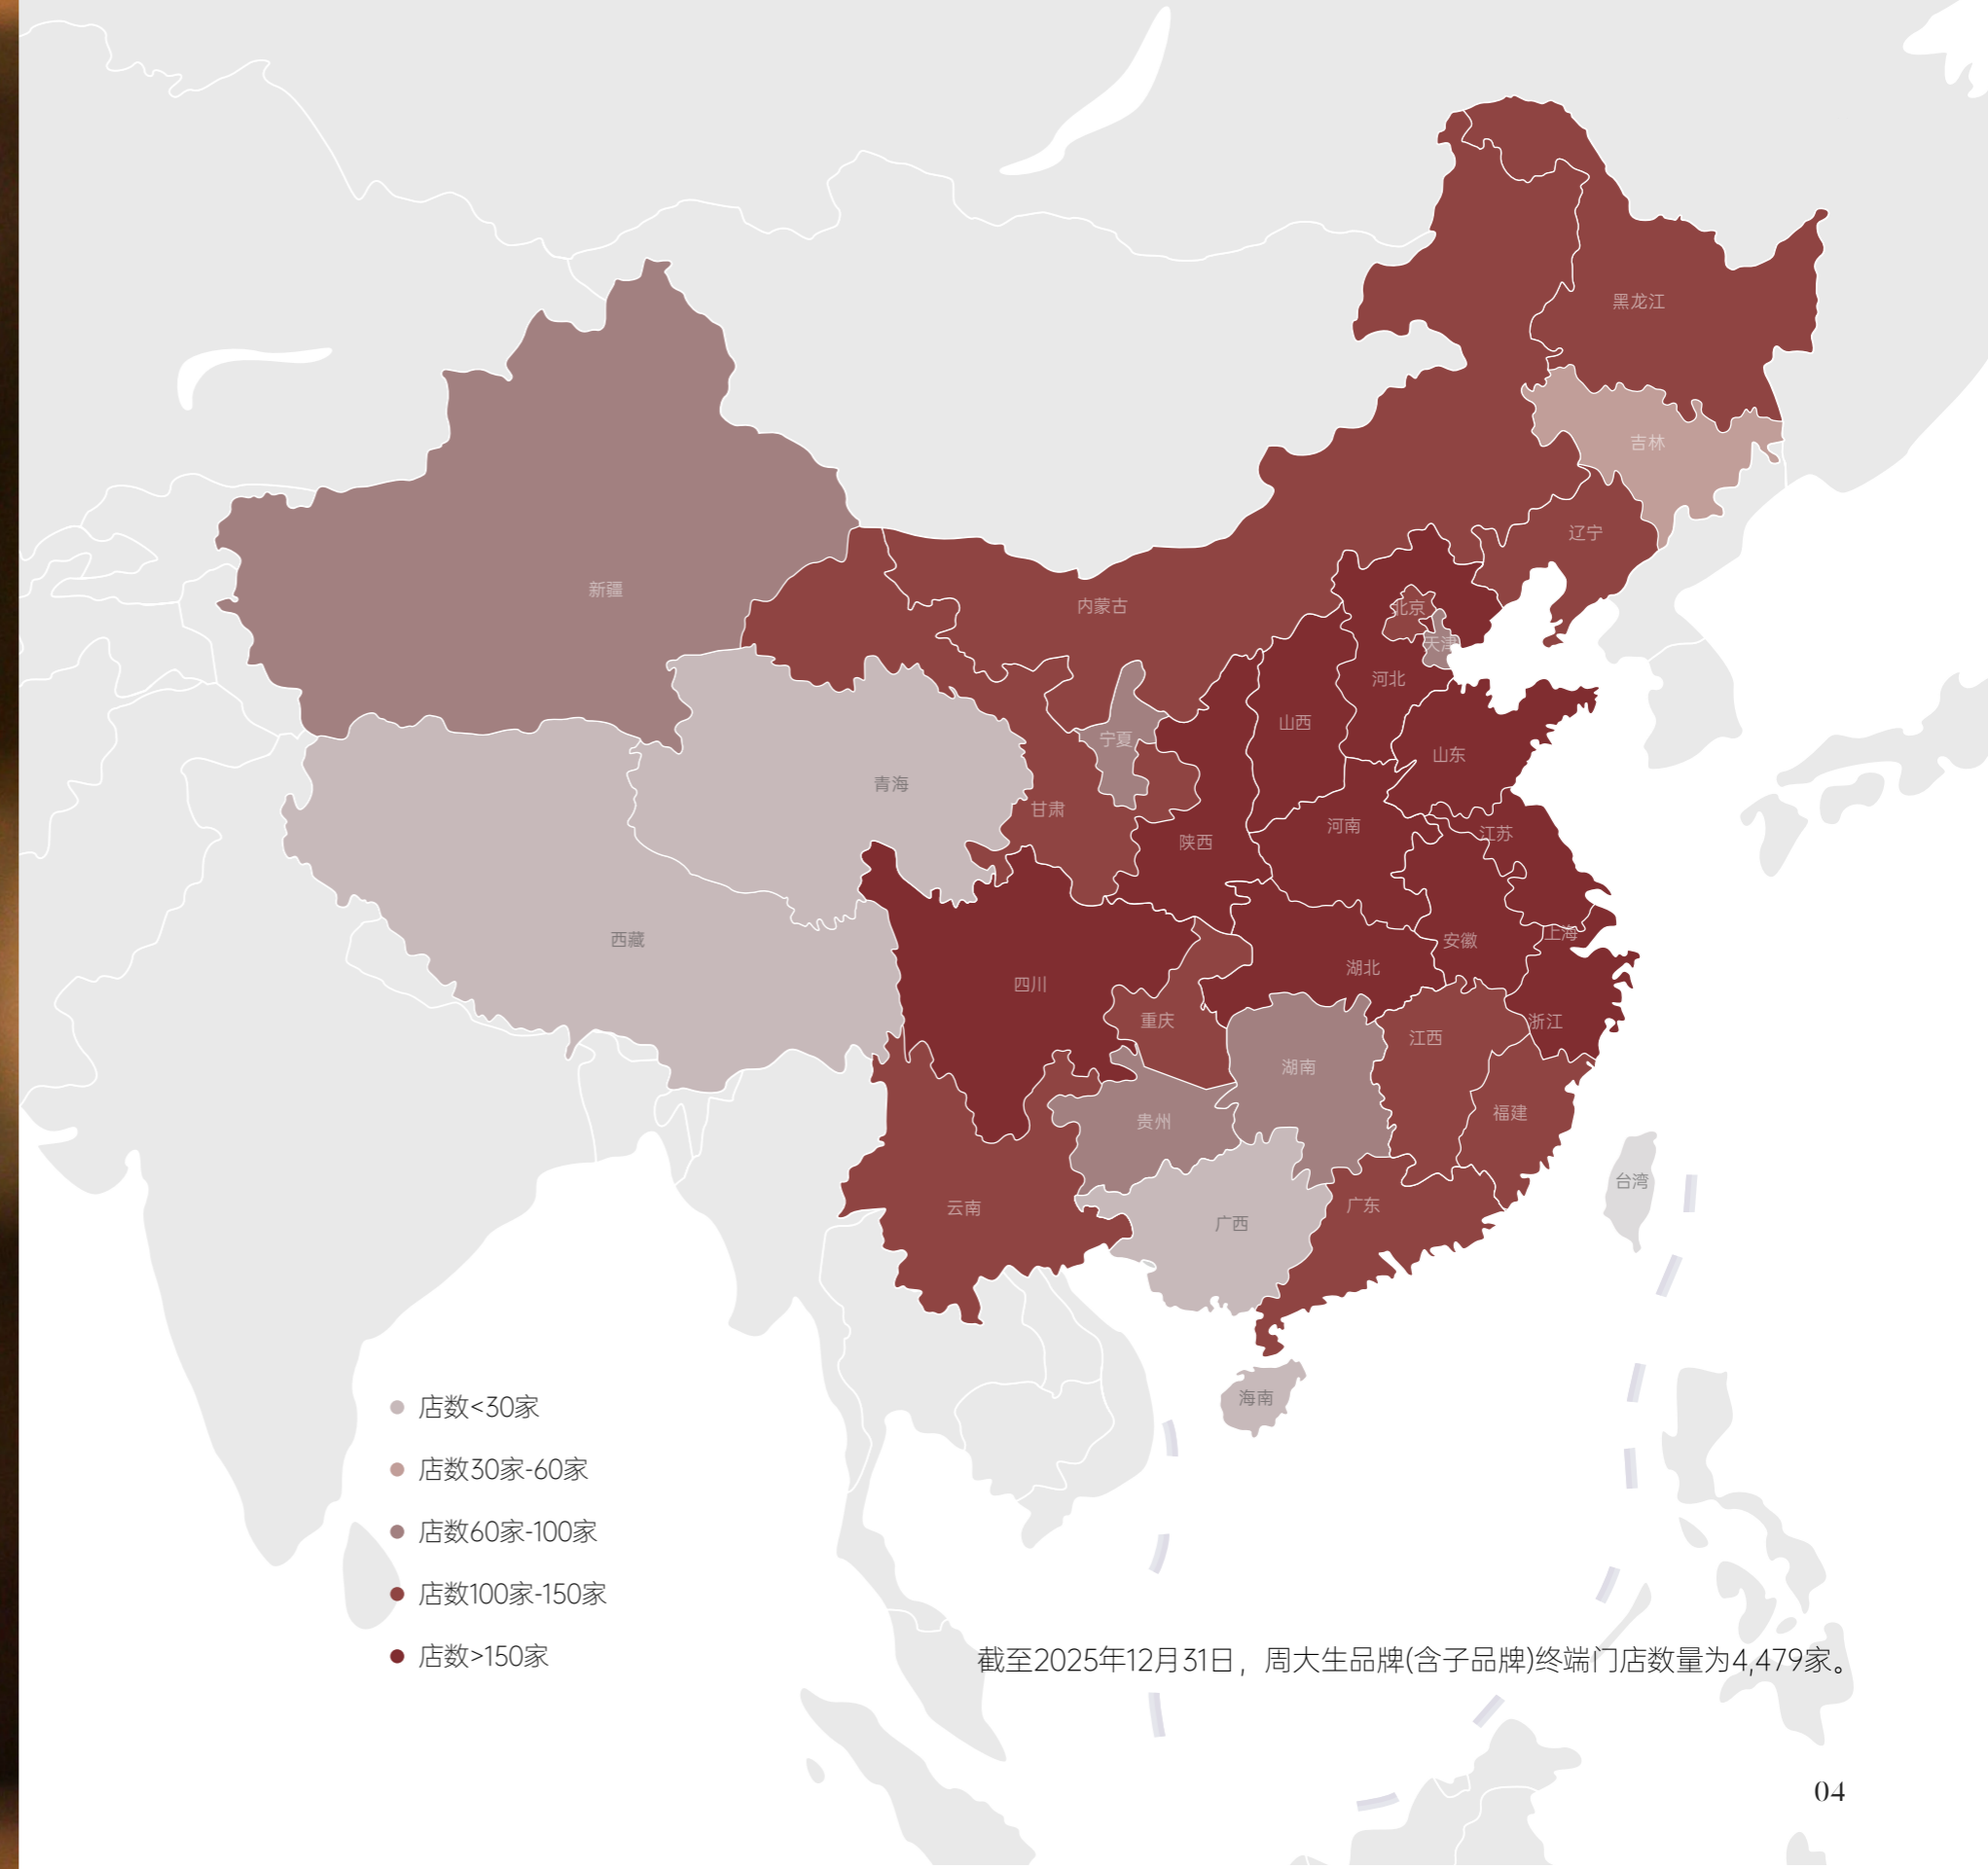 黑龙江
吉林
辽宁
新疆
内蒙古
北京
天津
河北
山西
宁夏
山东
青海
甘肃
河南
江苏
陕西
西藏
安徽
上海
湖北
四川
重庆
浙江
江西
湖南
福建
贵州
台湾
云南
广东
广西
海南
店数<30家
店数30家-60家
店数60家-100家
店数100家-150家
店数>150家
截至2025年12月31日，周大生品牌(含子品牌)终端门店数量为4,479家。
04